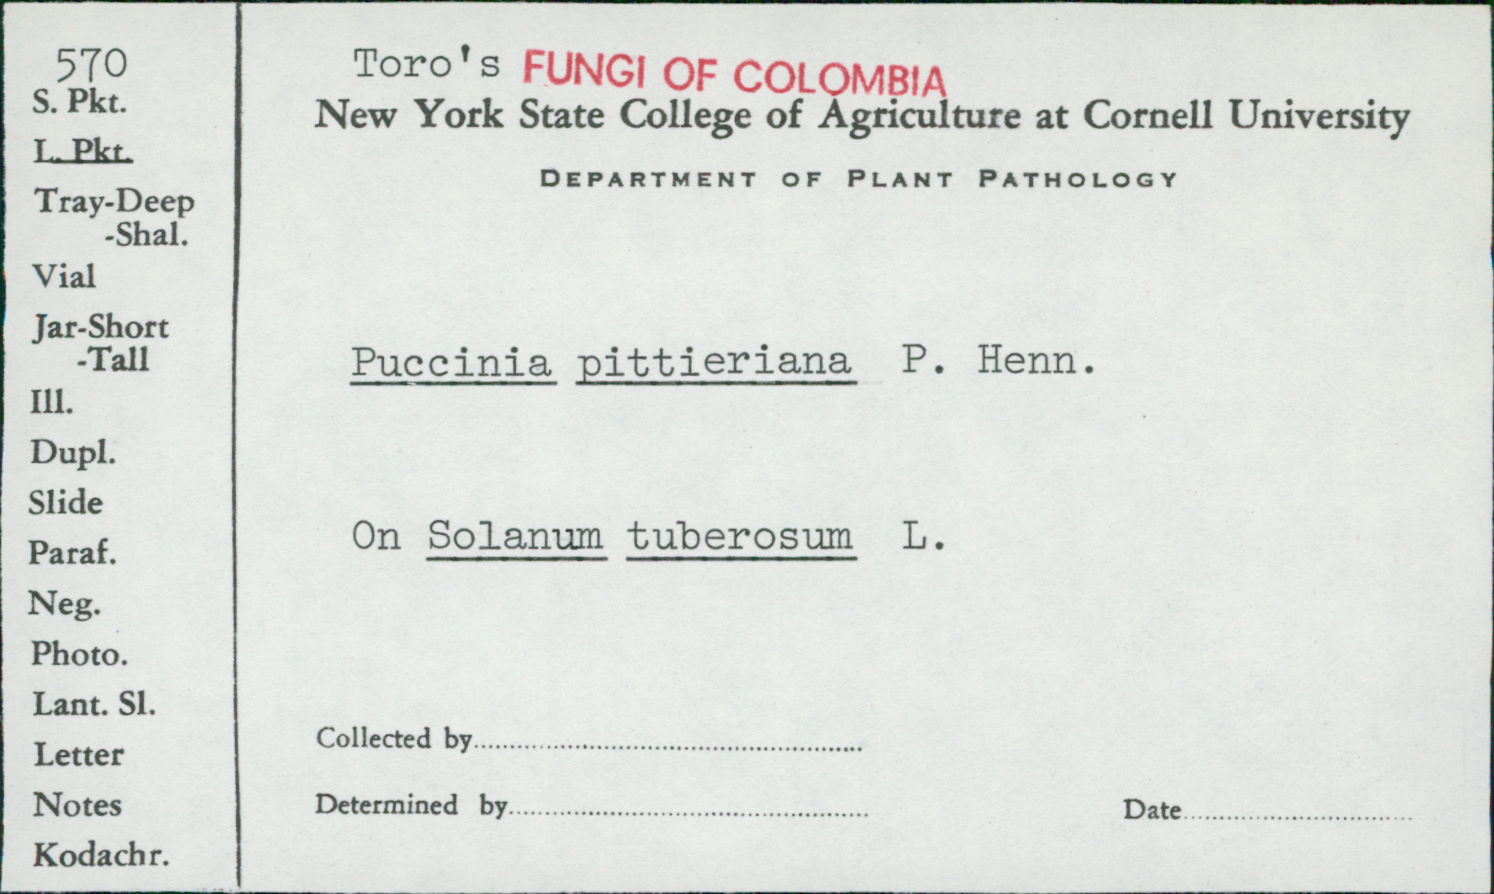 570
S. Pkt.
L. Pkt.
Tray-Deep
-Shal.
Vial
Jar-Short
-Tall
Ill.
Dupl.
Slide
Paraf.
Neg.
Photo.
Lant. Sl.
Letter
Notes
Kodachr.
Toro's FUNGI OF COLOMBIA
New York State College of Agriculture at Cornell University
DEPARTMENT OF PLANT PATHOLOGY
Puccinia pittieriana P. Henn.
On Solanum tuberosum L.
Collected by
Determined by
Date